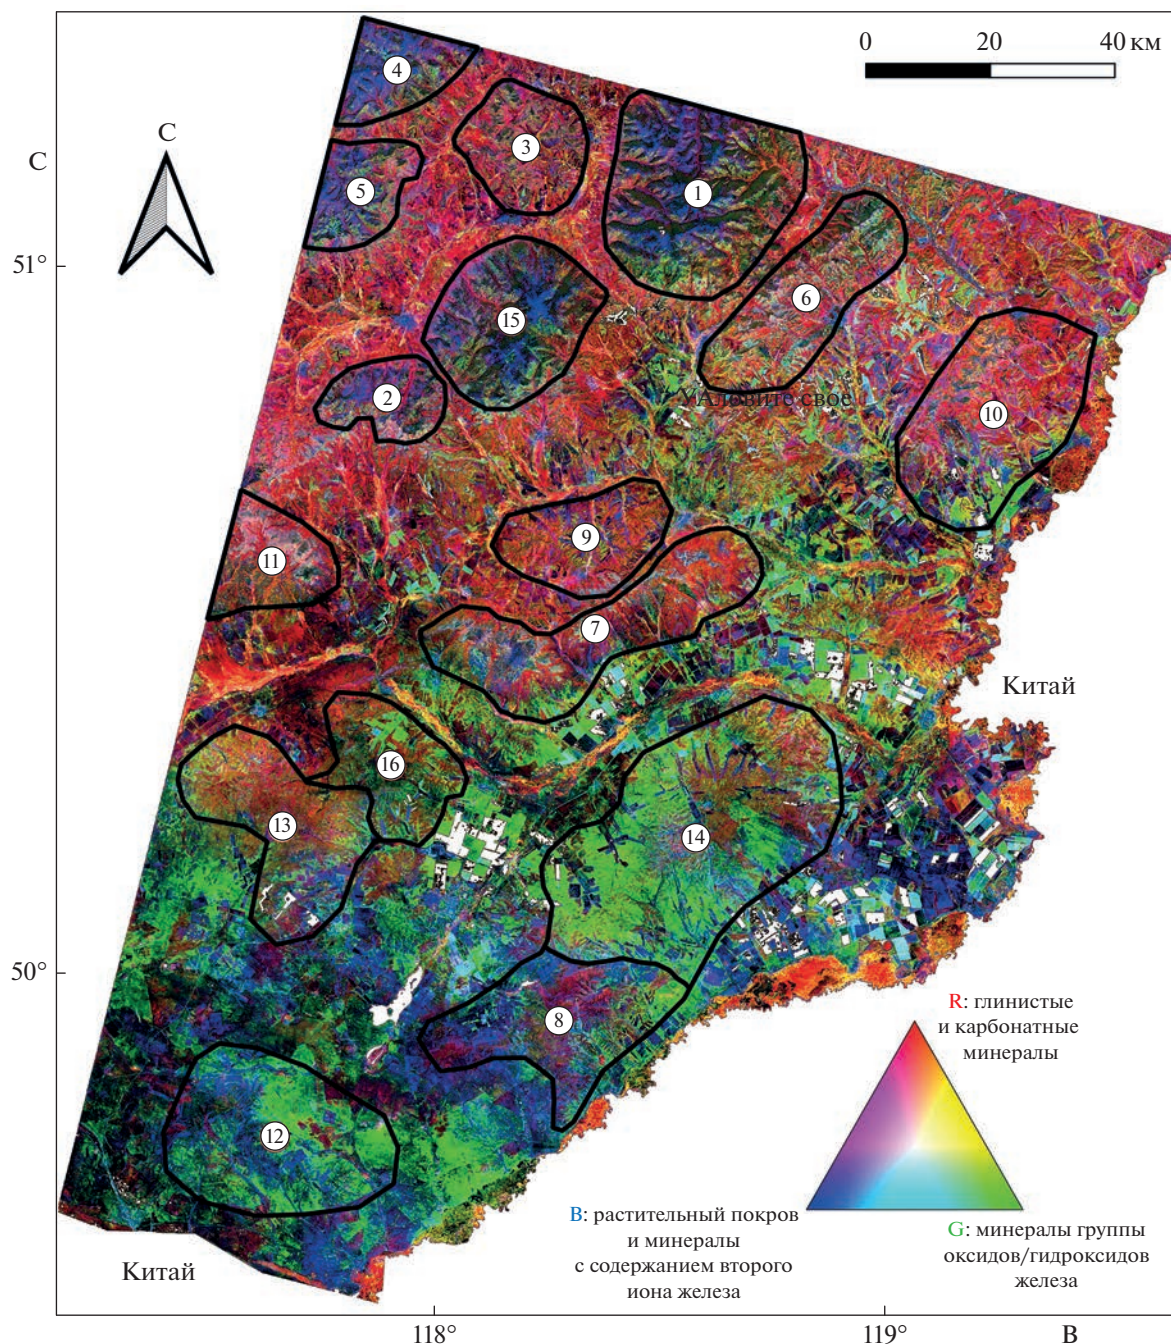 0 20 40 км
4
С
3
С
5
1
51°
6
15
2
УАловите свое
10
9
11
7
Китай
16
13
14
50°
R: глинистые
и карбонатные
минералы
8
12
B: растительный покров
и минералы
с содержанием второго
иона железа
G: минералы группы
оксидов/гидроксидов
железа
Китай
118° 119° В